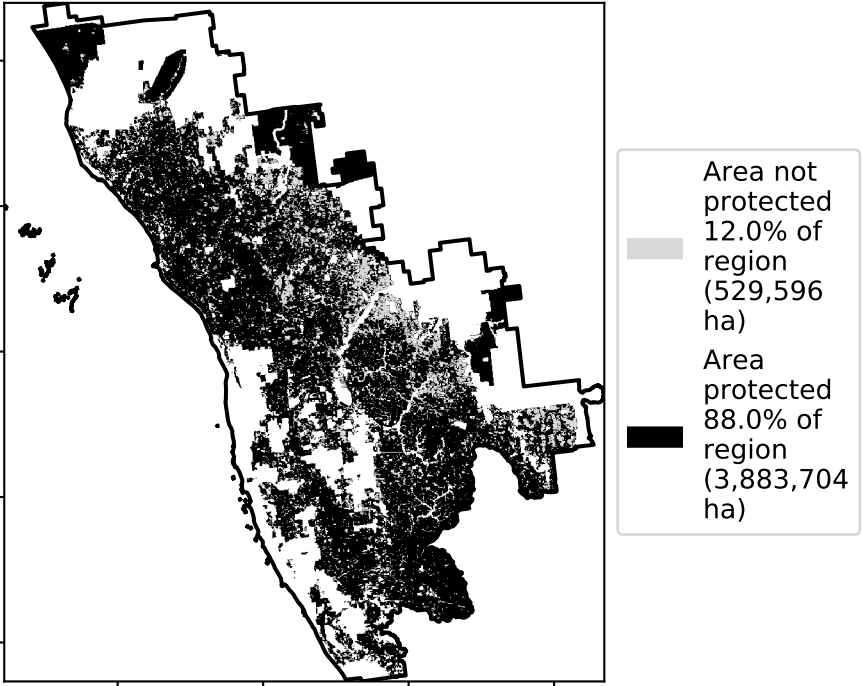 Area not
protected
12.0% of
region
(529,596
ha)
Area
protected
88.0% of
region
(3,883,704
ha)